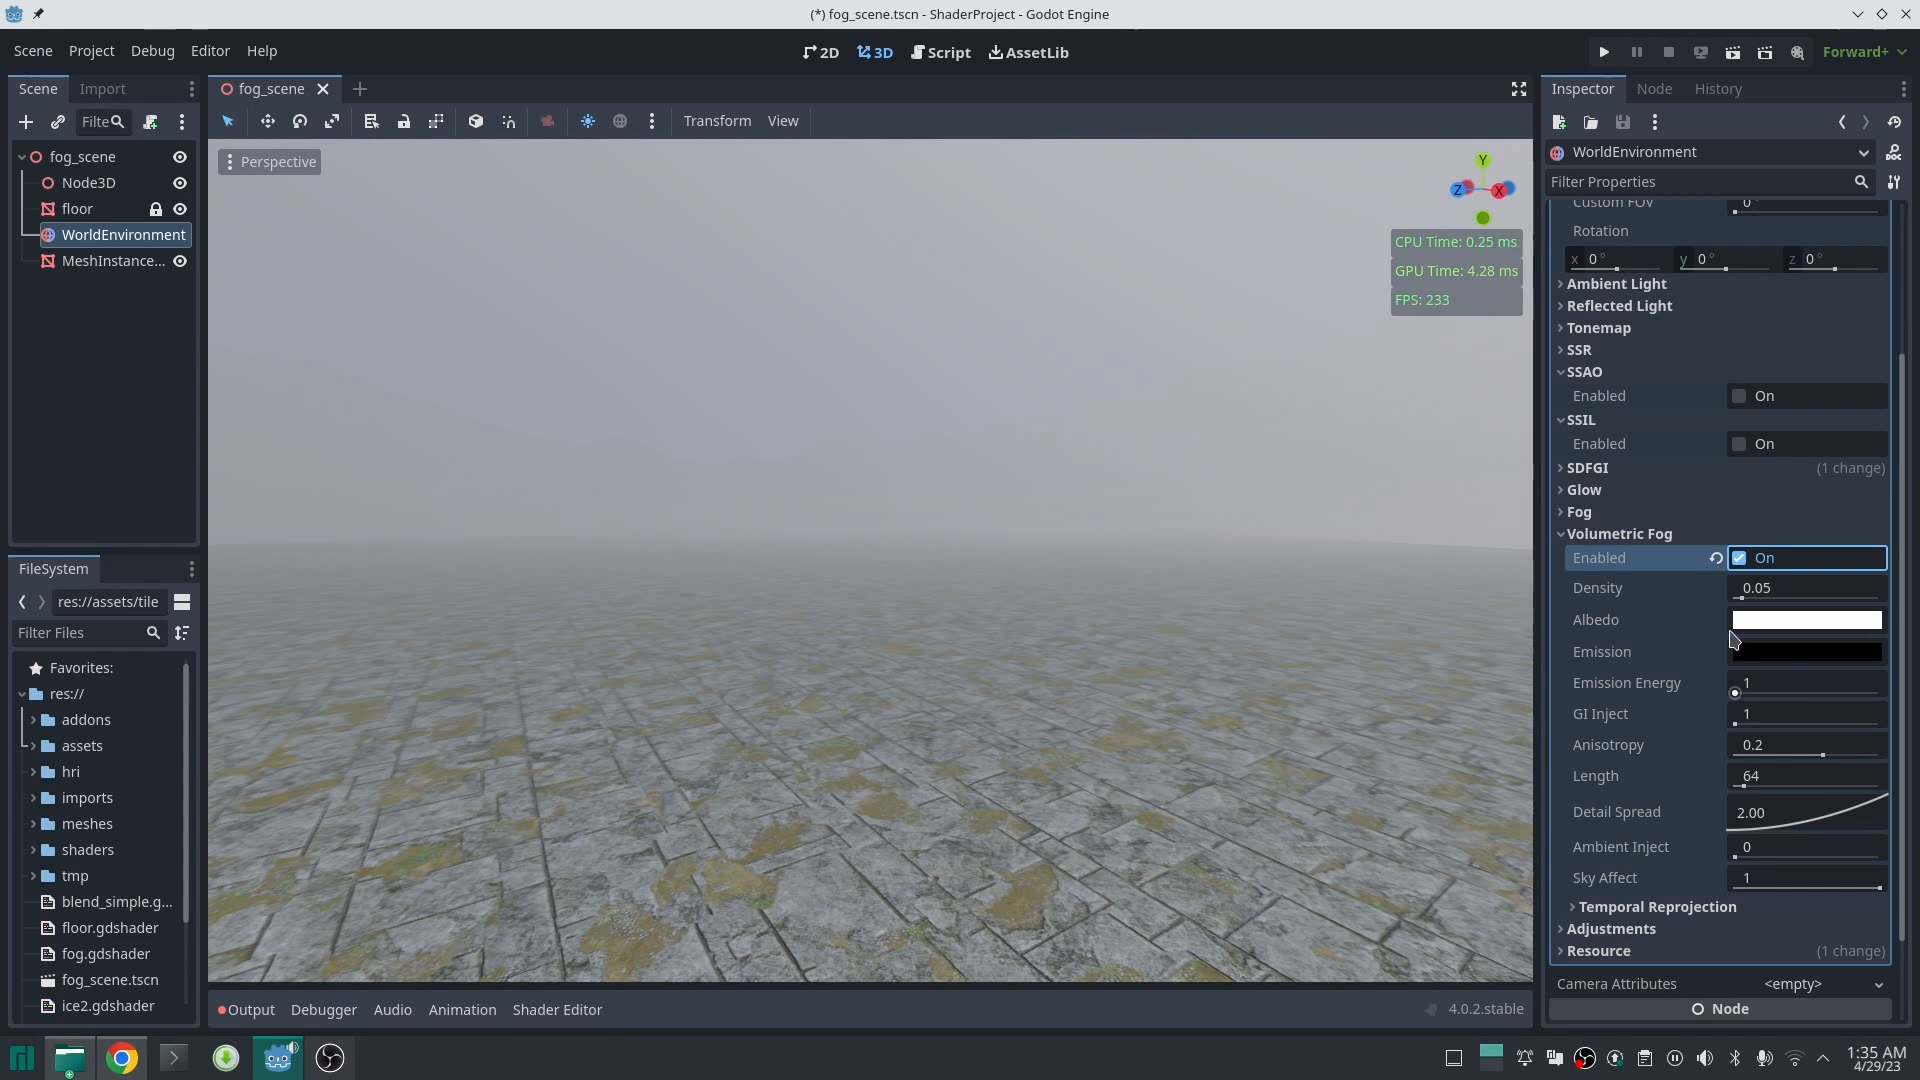 (*) fog_scene.tscn - ShaderProject - Godot Engine
Scene Project Debug Editor Help
2D 3D Script AssetLib
Forward+
Scene Import
Filte
fog_scene
Node3D
floor
WorldEnvironment
MeshInstance...
FileSystem
res://assets/tile
Filter Files
Favorites:
res://
addons
assets
hri
imports
meshes
shaders
tmp
blend_simple.g...
floor.gdshader
fog.gdshader
fog_scene.tscn
ice2.gdshader
fog_scene
Transform View
Perspective
Y
Z X
CPU Time: 0.25 ms
GPU Time: 4.28 ms
FPS: 233
Output Debugger Audio Animation Shader Editor
4.0.2.stable
Inspector Node History
WorldEnvironment
Filter Properties
Custom FOV 0°
Rotation
x 0° y 0° z 0°
Ambient Light
Reflected Light
Tonemap
SSR
SSAO
Enabled On
SSIL
Enabled On
SDFGI (1 change)
Glow
Fog
Volumetric Fog
Enabled On
Density 0.05
Albedo
Emission
Emission Energy 1
GI Inject 1
Anisotropy 0.2
Length 64
Detail Spread 2.00
Ambient Inject 0
Sky Affect 1
Temporal Reprojection
Adjustments
Resource (1 change)
Camera Attributes <empty>
Node
1:35 AM
4/29/23